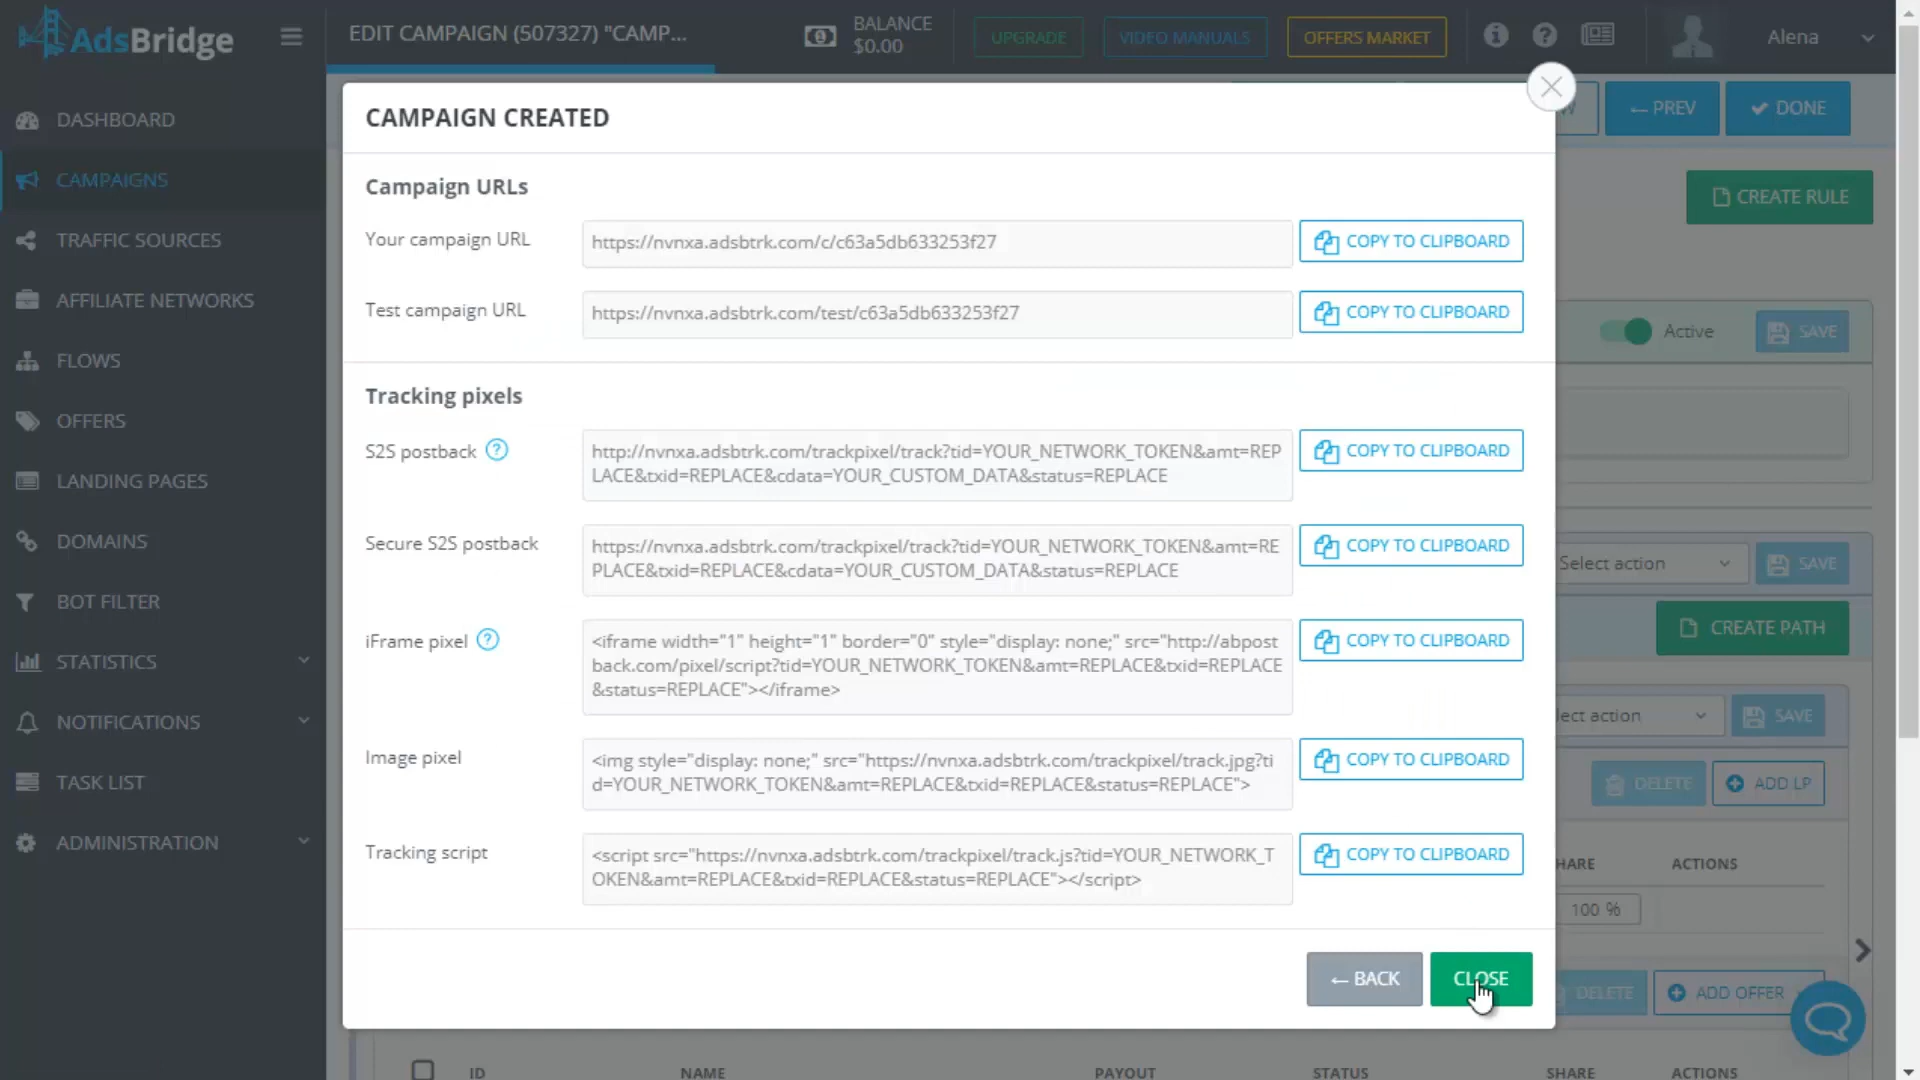 AdsBridge
EDIT CAMPAIGN (507327) "CAMP...
BALANCE
$0.00
UPGRADE
VIDEO MANUALS
OFFERS MARKET
Alena
DASHBOARD
CAMPAIGNS
TRAFFIC SOURCES
AFFILIATE NETWORKS
FLOWS
OFFERS
LANDING PAGES
DOMAINS
BOT FILTER
STATISTICS
NOTIFICATIONS
TASK LIST
ADMINISTRATION
← PREV
DONE
CREATE RULE
Active
SAVE
Select action
SAVE
CREATE PATH
lect action
SAVE
DELETE
ADD LP
HARE
ACTIONS
100 %
DELETE
ADD OFFER
CAMPAIGN CREATED
Campaign URLs
Your campaign URL
https://nvnxa.adsbtrk.com/c/c63a5db633253f27
COPY TO CLIPBOARD
Test campaign URL
https://nvnxa.adsbtrk.com/test/c63a5db633253f27
COPY TO CLIPBOARD
Tracking pixels
S2S postback ?
http://nvnxa.adsbtrk.com/trackpixel/track?tid=YOUR_NETWORK_TOKEN&amt=REP
LACE&txid=REPLACE&cdata=YOUR_CUSTOM_DATA&status=REPLACE
COPY TO CLIPBOARD
Secure S2S postback
https://nvnxa.adsbtrk.com/trackpixel/track?tid=YOUR_NETWORK_TOKEN&amt=RE
PLACE&txid=REPLACE&cdata=YOUR_CUSTOM_DATA&status=REPLACE
COPY TO CLIPBOARD
iFrame pixel ?
<iframe width="1" height="1" border="0" style="display: none;" src="http://abpost
back.com/pixel/script?tid=YOUR_NETWORK_TOKEN&amt=REPLACE&txid=REPLACE
&status=REPLACE"></iframe>
COPY TO CLIPBOARD
Image pixel
<img style="display: none;" src="https://nvnxa.adsbtrk.com/trackpixel/track.jpg?ti
d=YOUR_NETWORK_TOKEN&amt=REPLACE&txid=REPLACE&status=REPLACE">
COPY TO CLIPBOARD
Tracking script
<script src="https://nvnxa.adsbtrk.com/trackpixel/track.js?tid=YOUR_NETWORK_T
OKEN&amt=REPLACE&txid=REPLACE&status=REPLACE"></script>
COPY TO CLIPBOARD
← BACK
CLOSE
ID
NAME
PAYOUT
STATUS
SHARE
ACTIONS